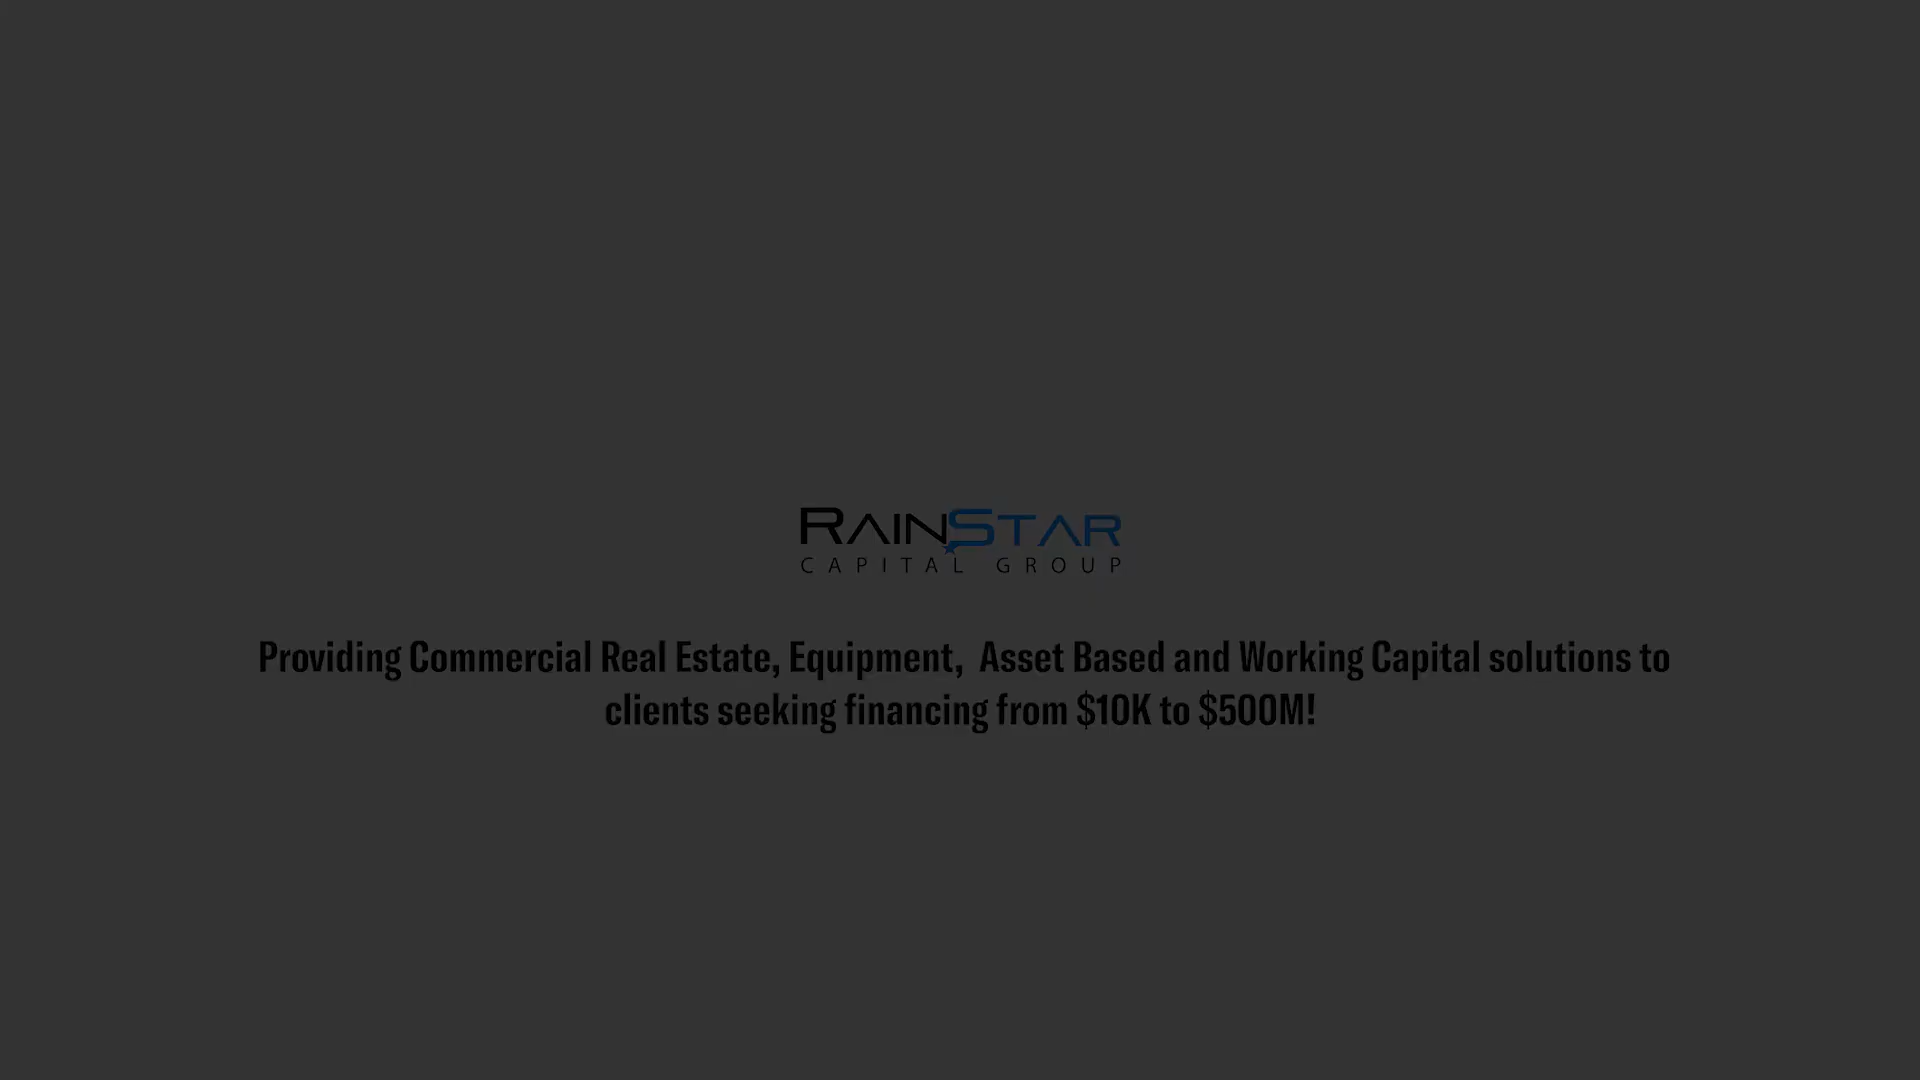 RAINSTAR
CAPITAL GROUP
Providing Commercial Real Estate, Equipment,  Asset Based and Working Capital solutions to
clients seeking financing from $10K to $500M!